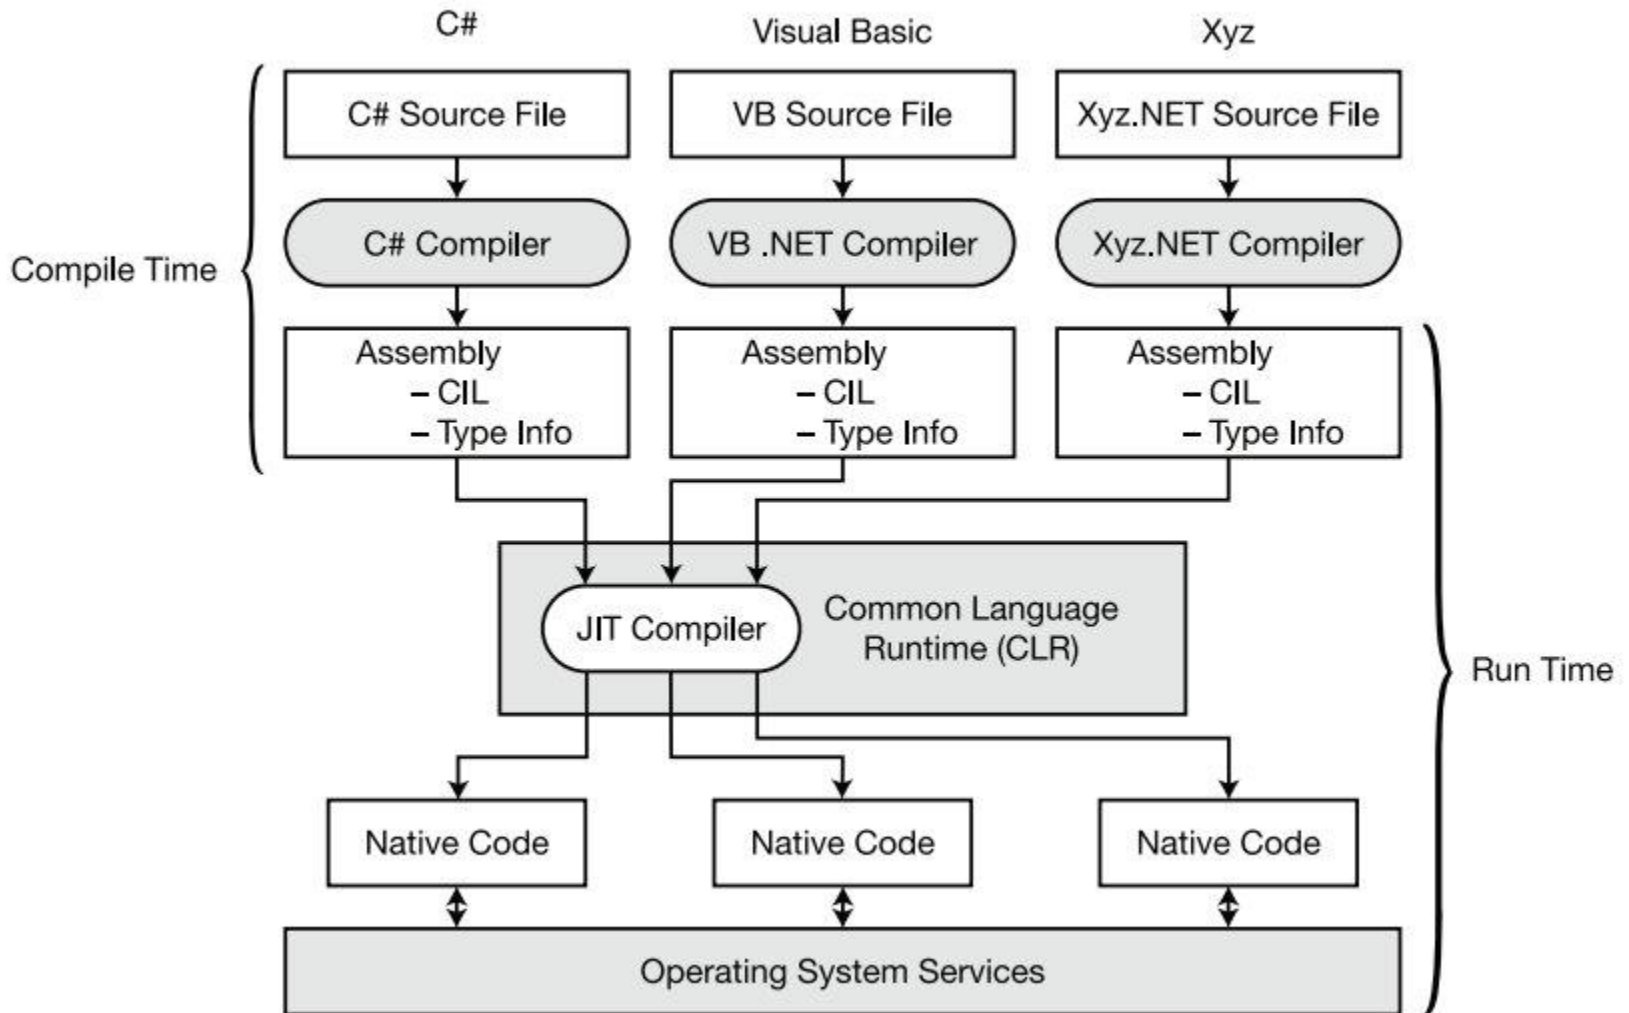 C#
Visual Basic
Xyz
C# Source File
VB Source File
Xyz.NET Source File
C# Compiler
VB .NET Compiler
Xyz.NET Compiler
Compile Time
Assembly
– CIL
– Type Info
Assembly
– CIL
– Type Info
Assembly
– CIL
– Type Info
JIT Compiler
Common Language
Runtime (CLR)
Run Time
Native Code
Native Code
Native Code
Operating System Services